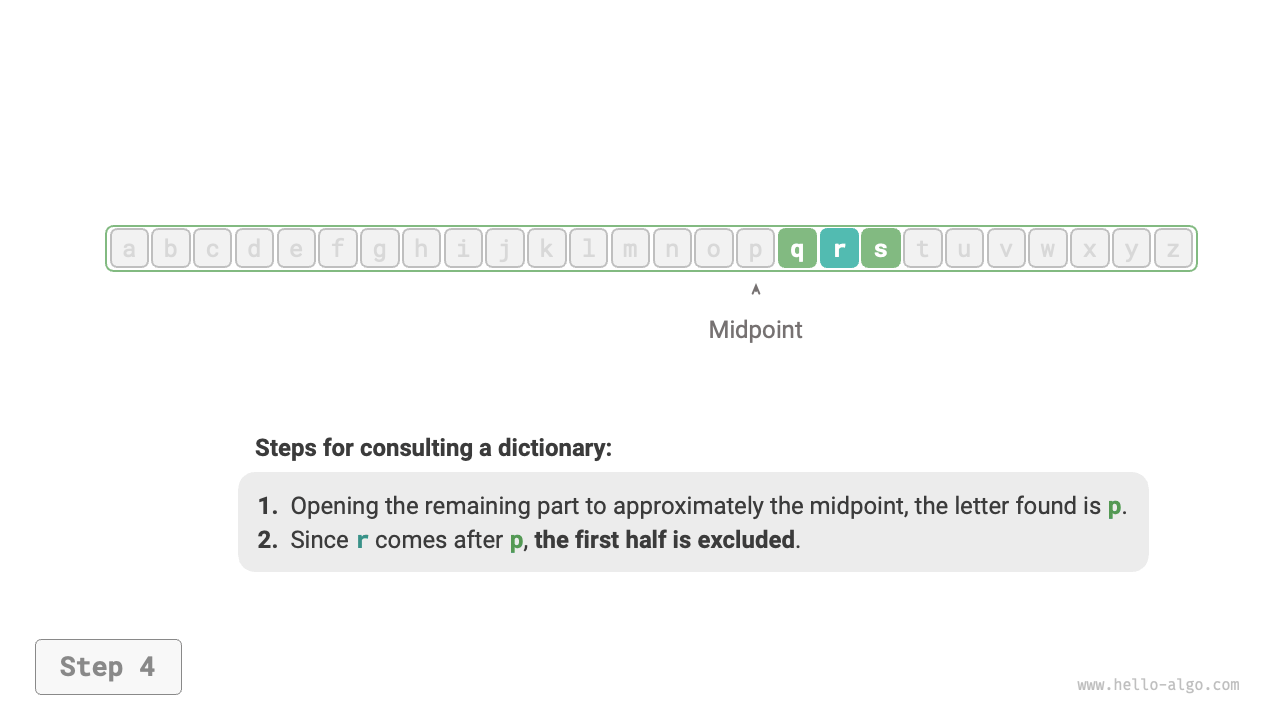 a b c d e f g h i j k l m n o p q r s t u v w x y z
Midpoint
Steps for consulting a dictionary:
1. Opening the remaining part to approximately the midpoint, the letter found is p.
2. Since r comes after p, the first half is excluded.
Step 4
www.hello-algo.com